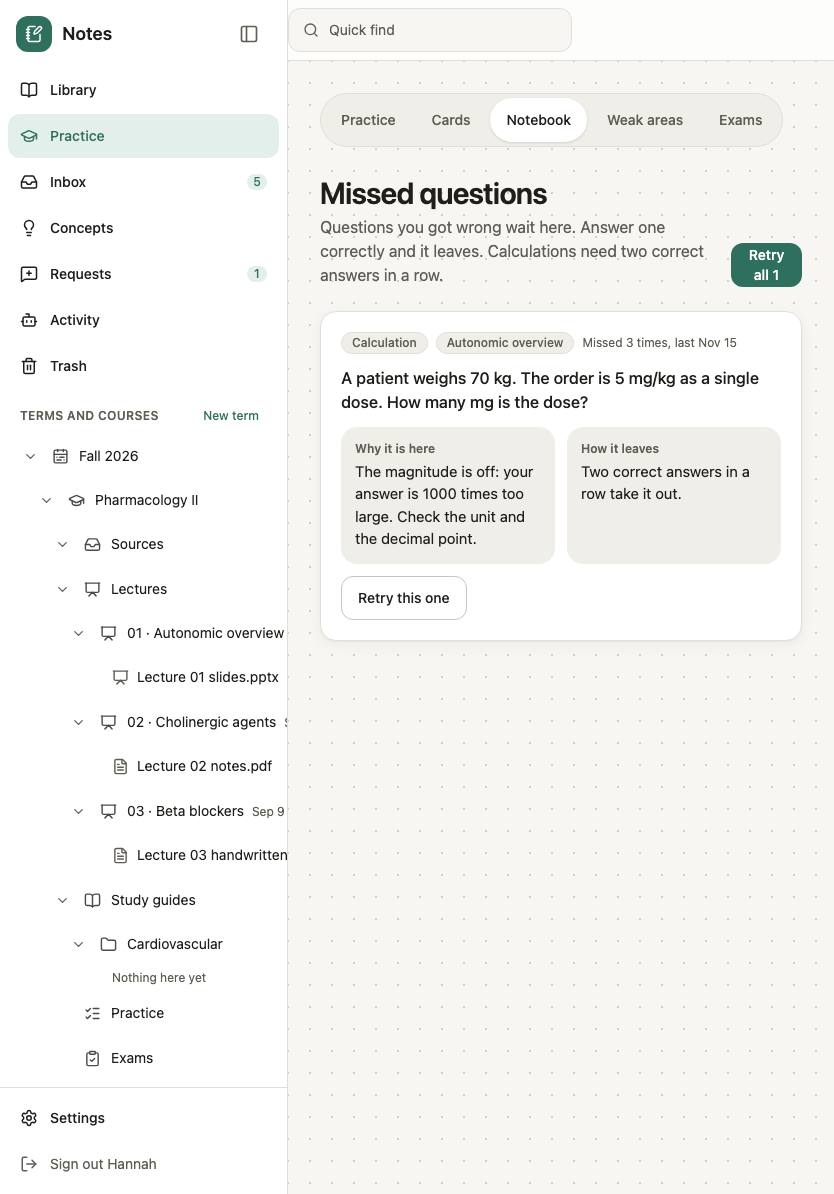 Notes
Quick find
Library
Practice
Inbox 5
Concepts
Requests 1
Activity
Trash
TERMS AND COURSES New term
Fall 2026
Pharmacology II
Sources
Lectures
01 · Autonomic overview
Lecture 01 slides.pptx
02 · Cholinergic agents
Lecture 02 notes.pdf
03 · Beta blockers Sep 9
Lecture 03 handwritten
Study guides
Cardiovascular
Nothing here yet
Practice
Exams
Settings
Sign out Hannah
Practice Cards Notebook Weak areas Exams
Missed questions
Questions you got wrong wait here. Answer one
correctly and it leaves. Calculations need two correct
answers in a row.
Retry
all 1
Calculation Autonomic overview Missed 3 times, last Nov 15
A patient weighs 70 kg. The order is 5 mg/kg as a single
dose. How many mg is the dose?
Why it is here
The magnitude is off: your
answer is 1000 times too
large. Check the unit and
the decimal point.
How it leaves
Two correct answers in a
row take it out.
Retry this one